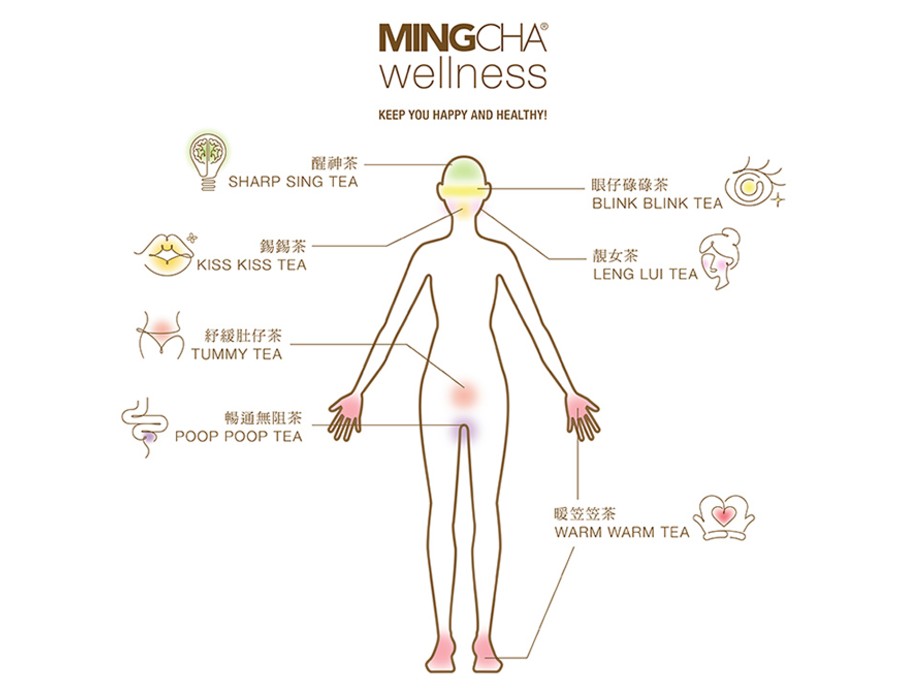 MINGCHA®
wellness
KEEP YOU HAPPY AND HEALTHY!
醒神茶
SHARP SING TEA
眼仔碌碌茶
BLINK BLINK TEA
錫錫茶
KISS KISS TEA
靚女茶
LENG LUI TEA
紓緩肚仔茶
TUMMY TEA
暢通無阻茶
POOP POOP TEA
暖笠笠茶
WARM WARM TEA